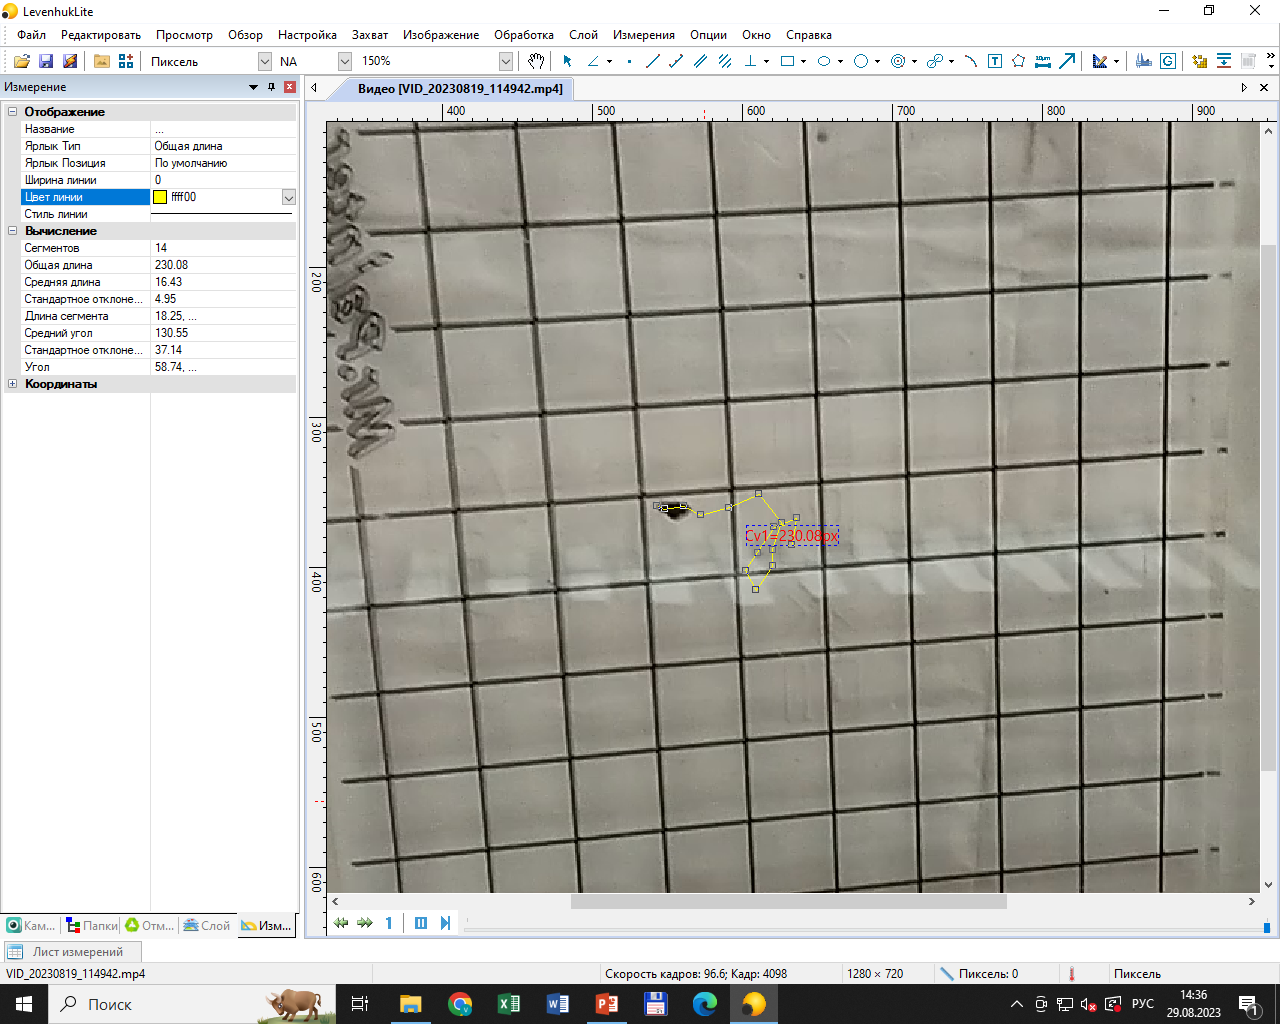 LevenhukLite
Файл Редактировать Просмотр Обзор Настройка Захват Изображение Обработка Слой Измерения Опции Окно Справка
Пиксель NA 150%
Измерение
Видео [VID_20230819_114942.mp4]
Отображение
Название ...
Ярлык Тип Общая длина
Ярлык Позиция По умолчанию
Ширина линии 0
Цвет линии ffff00
Стиль линии
Вычисление
Сегментов 14
Общая длина 230.08
Средняя длина 16.43
Стандартное отклоне... 4.95
Длина сегмента 18.25, ...
Средний угол 130.55
Стандартное отклоне... 37.14
Угол 58.74, ...
Координаты
400 500 600 700 800 900
200
300
400
500
600
Cv1=230.08px
1
Кам... Папки Отм... Слой Изм...
Лист измерений
VID_20230819_114942.mp4 Скорость кадров: 96.6; Кадр: 4098 1280 × 720 Пиксель: 0 Пиксель
Поиск
РУС
14:36
29.08.2023
1